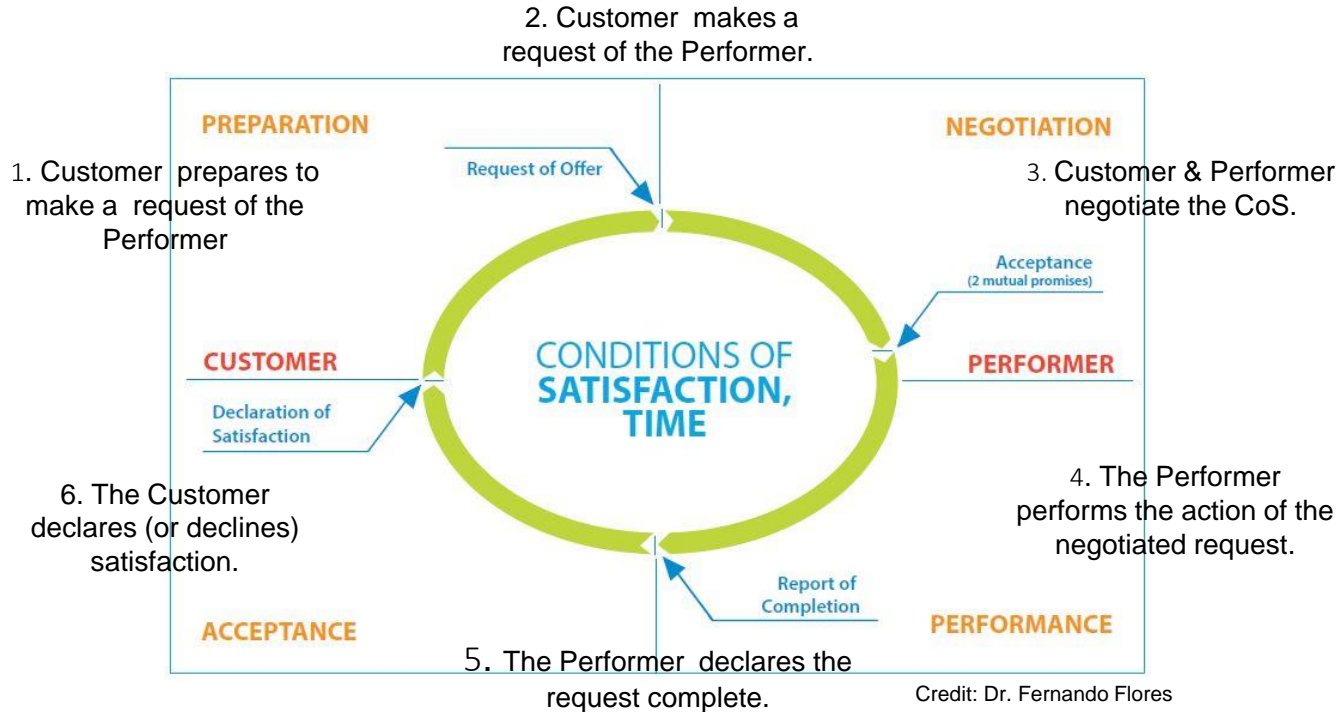 2. Customer makes a
request of the Performer.
PREPARATION
NEGOTIATION
Request of Offer
1. Customer prepares to
make a request of the
Performer
3. Customer & Performer
negotiate the CoS.
Acceptance
(2 mutual promises)
CONDITIONS OF
SATISFACTION,
TIME
CUSTOMER
PERFORMER
Declaration of
Satisfaction
4. The Performer
performs the action of the
negotiated request.
6. The Customer
declares (or declines)
satisfaction.
Report of
Completion
ACCEPTANCE
PERFORMANCE
5. The Performer declares the
request complete.
Credit: Dr. Fernando Flores